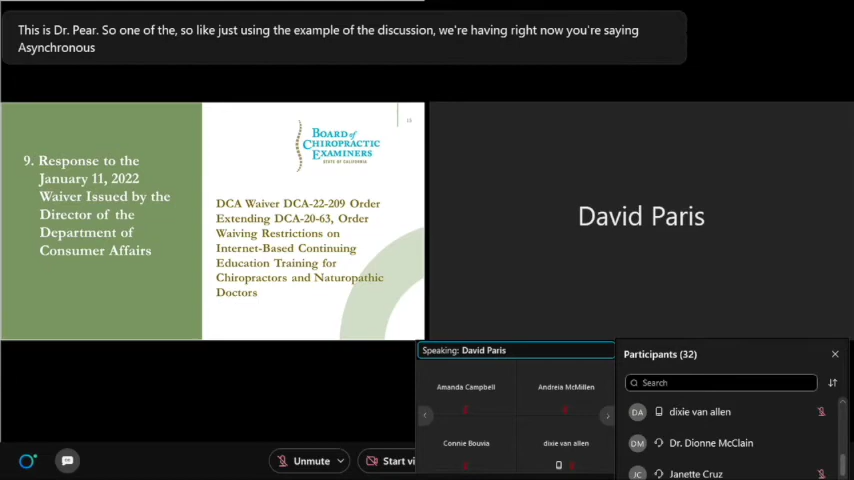 This is Dr. Pear. So one of the, so like just using the example of the discussion, we're having right now you're saying
Asynchronous
15
BOARD of
CHIROPRACTIC
EXAMINERS
STATE OF CALIFORNIA
9. Response to the
January 11, 2022
Waiver Issued by the
Director of the
Department of
Consumer Affairs
DCA Waiver DCA-22-209 Order
Extending DCA-20-63, Order
Waiving Restrictions on
Internet-Based Continuing
Education Training for
Chiropractors and Naturopathic
Doctors
David Paris
Speaking: David Paris
Amanda Campbell
Andreia McMillen
Connie Bouvia
dixie van allen
Participants (32)
Search
DA
dixie van allen
DM
Dr. Dionne McClain
JC
Janette Cruz
Unmute
Start vi